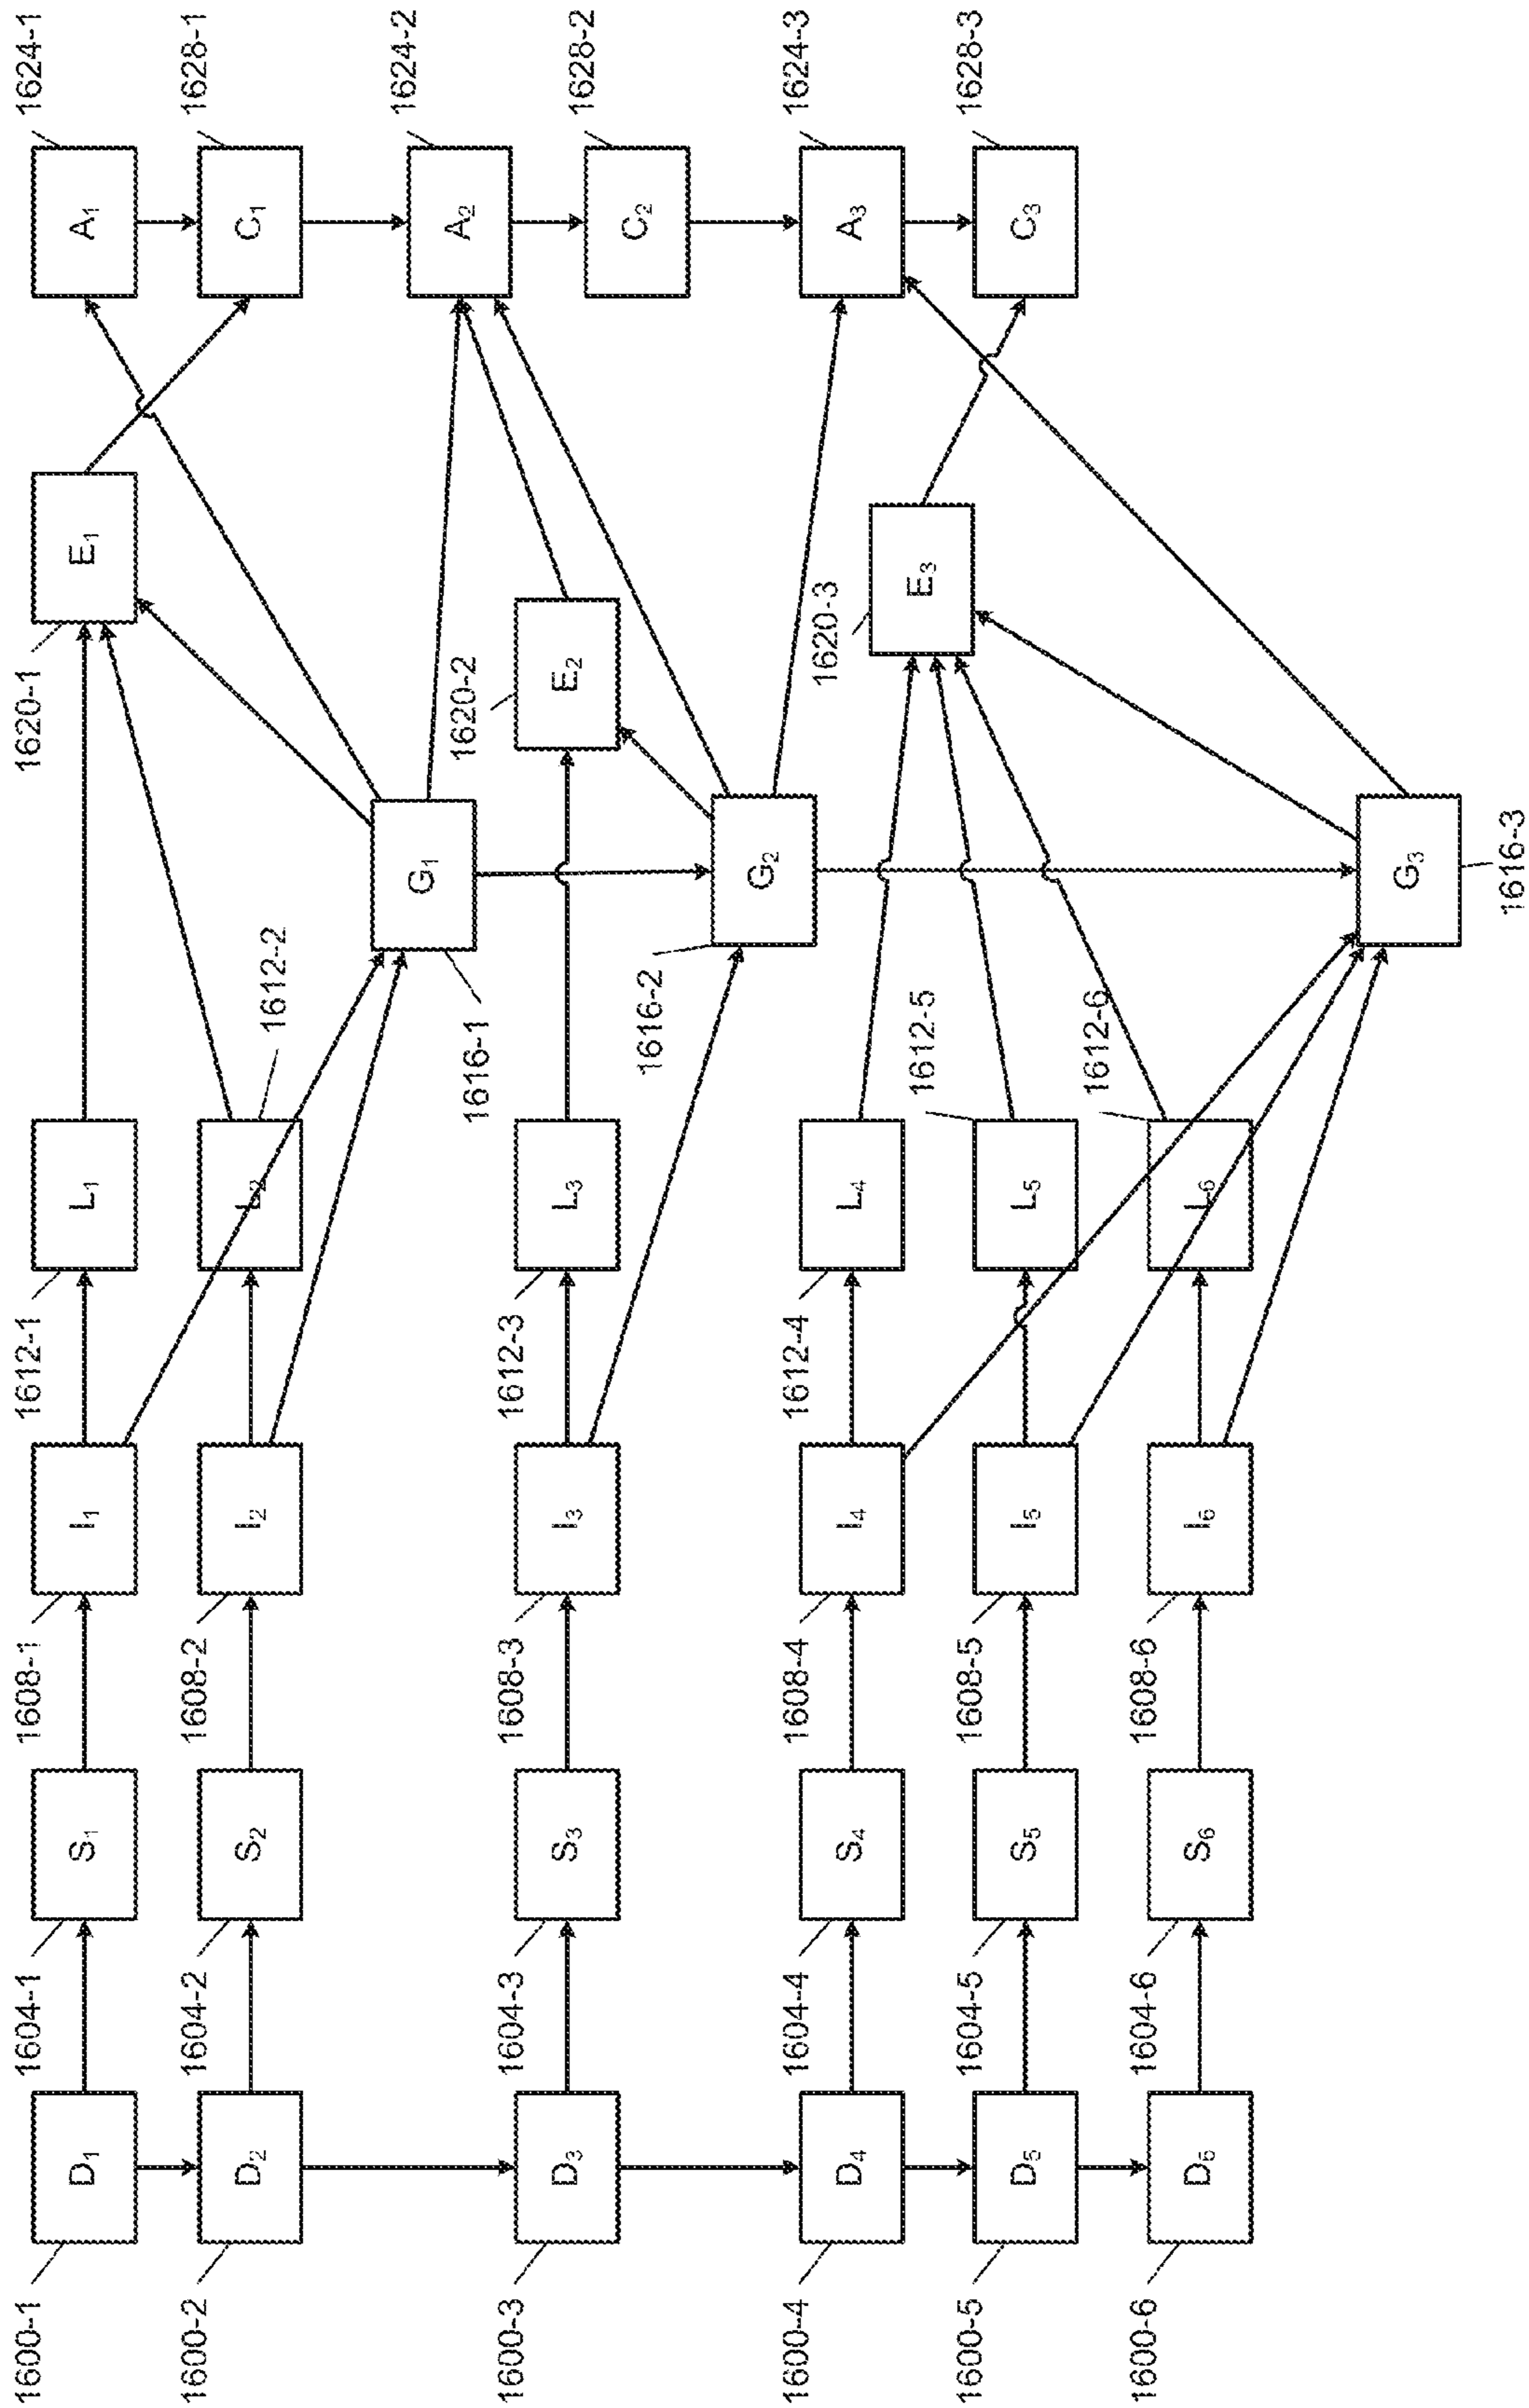 1600-1
D₁
1604-1
S₁
1608-1
I₁
1612-1
L₁
1620-1
E₁
1624-1
A₁
1600-2
D₂
1604-2
S₂
1608-2
I₂
1612-2
L₂
1628-1
C₁
1616-1
G₁
1624-2
A₂
1600-3
D₃
1604-3
S₃
1608-3
I₃
1612-3
L₃
1620-2
E₂
1628-2
C₂
1616-2
G₂
1600-4
D₄
1604-4
S₄
1608-4
I₄
1612-4
L₄
1620-3
E₃
1624-3
A₃
1600-5
D₅
1604-5
S₅
1608-5
I₅
1612-5
L₅
1628-3
C₃
1600-6
D₆
1604-6
S₆
1608-6
I₆
1612-6
L₆
G₃
1616-3